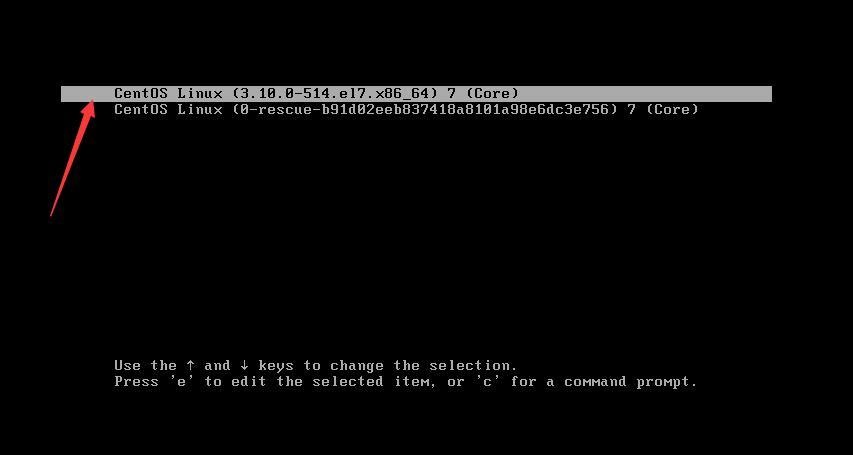 CentOS Linux (3.10.0-514.el7.x86_64) 7 (Core)
CentOS Linux (0-rescue-b91d02eeb837418a8101a98e6dc3e756) 7 (Core)
Use the ↑ and ↓ keys to change the selection.
Press 'e' to edit the selected item, or 'c' for a command prompt.